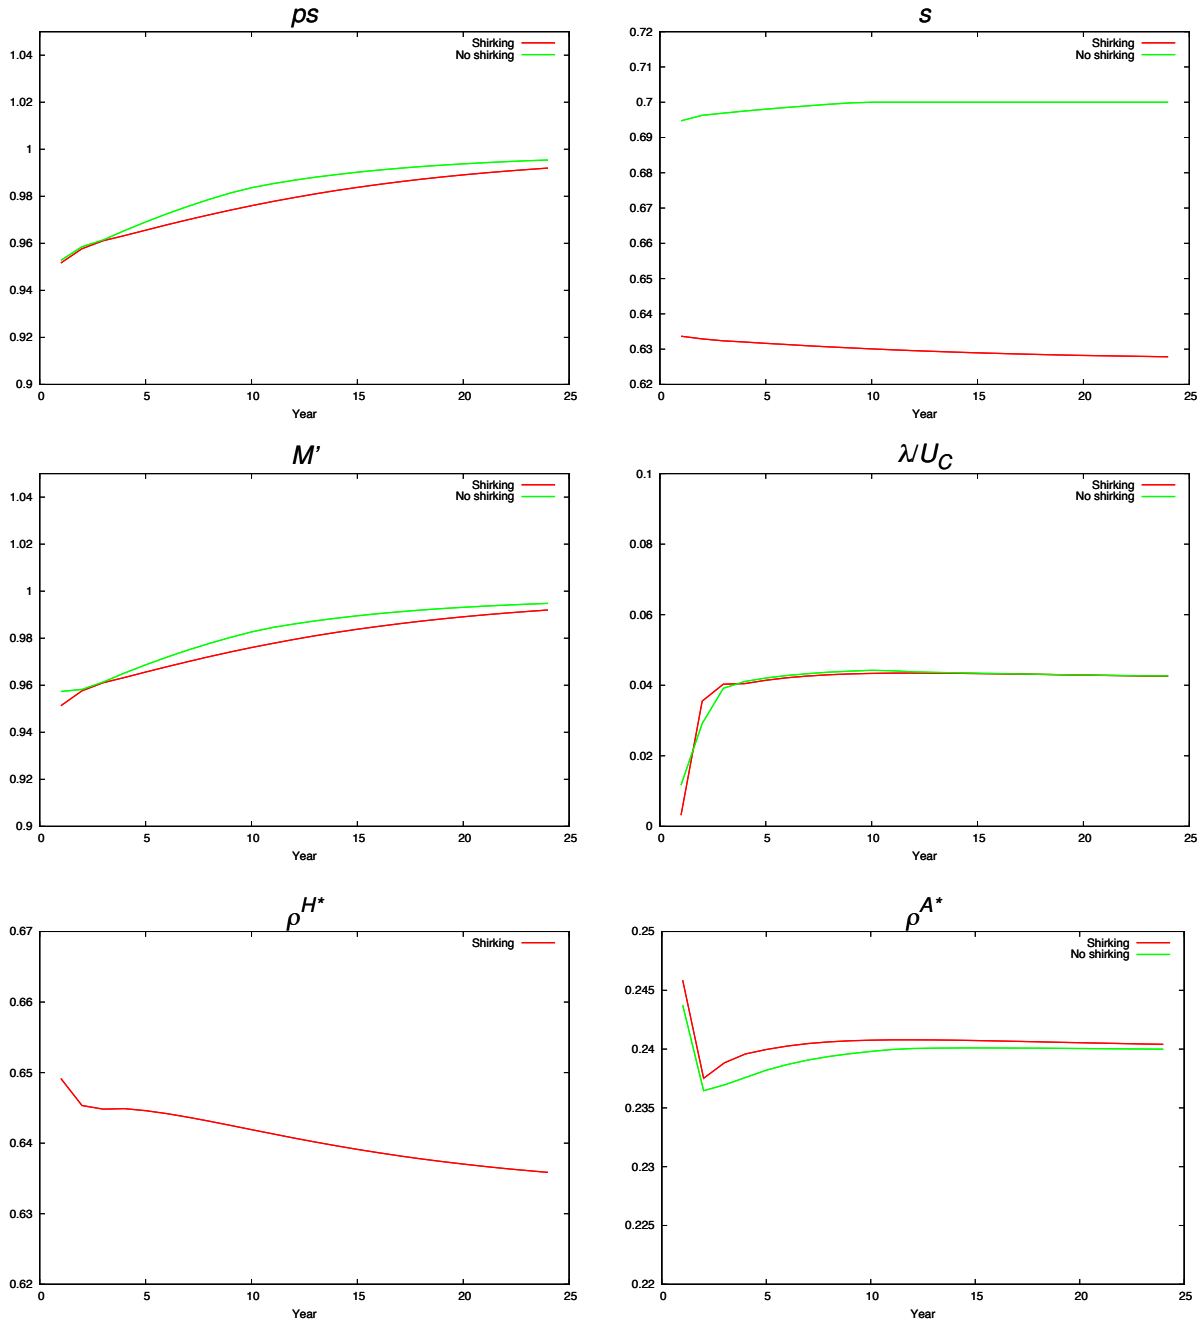 ps
1.04
1.02
1
0.98
0.96
0.94
0.92
0.9
0 5 10 15 20 25
Year
Shirking
No shirking
s
0.72
0.71
0.7
0.69
0.68
0.67
0.66
0.65
0.64
0.63
0.62
0 5 10 15 20 25
Year
Shirking
No shirking
M'
1.04
1.02
1
0.98
0.96
0.94
0.92
0.9
0 5 10 15 20 25
Year
Shirking
No shirking
λ/U_C
0.1
0.08
0.06
0.04
0.02
0
0 5 10 15 20 25
Year
Shirking
No shirking
ρ^H*
0.67
0.66
0.65
0.64
0.63
0.62
0 5 10 15 20 25
Year
Shirking
ρ^A*
0.25
0.245
0.24
0.235
0.23
0.225
0.22
0 5 10 15 20 25
Year
Shirking
No shirking